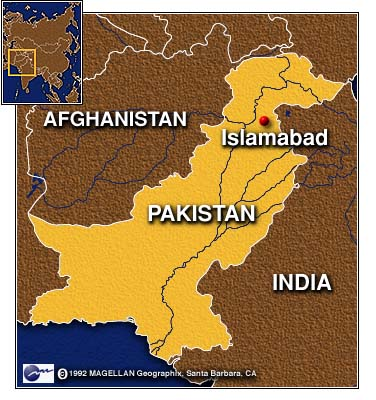 AFGHANISTAN
Islamabad
PAKISTAN
INDIA
© 1992 MAGELLAN Geographix, Santa Barbara, CA